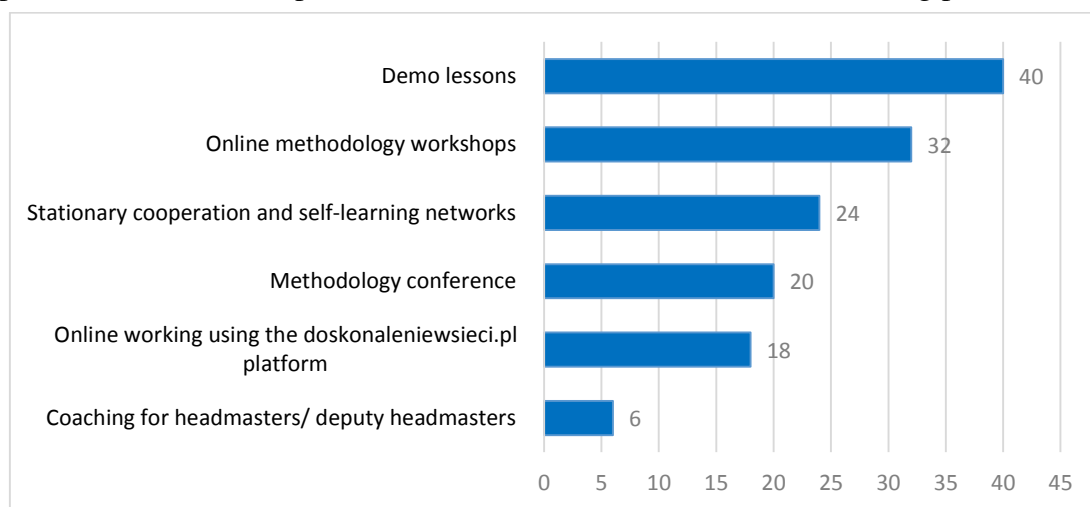 Demo lessons
40
Online methodology workshops
32
Stationary cooperation and self-learning networks
24
Methodology conference
20
Online working using the doskonaleniewsieci.pl
platform
18
Coaching for headmasters/ deputy headmasters
6
0 5 10 15 20 25 30 35 40 45